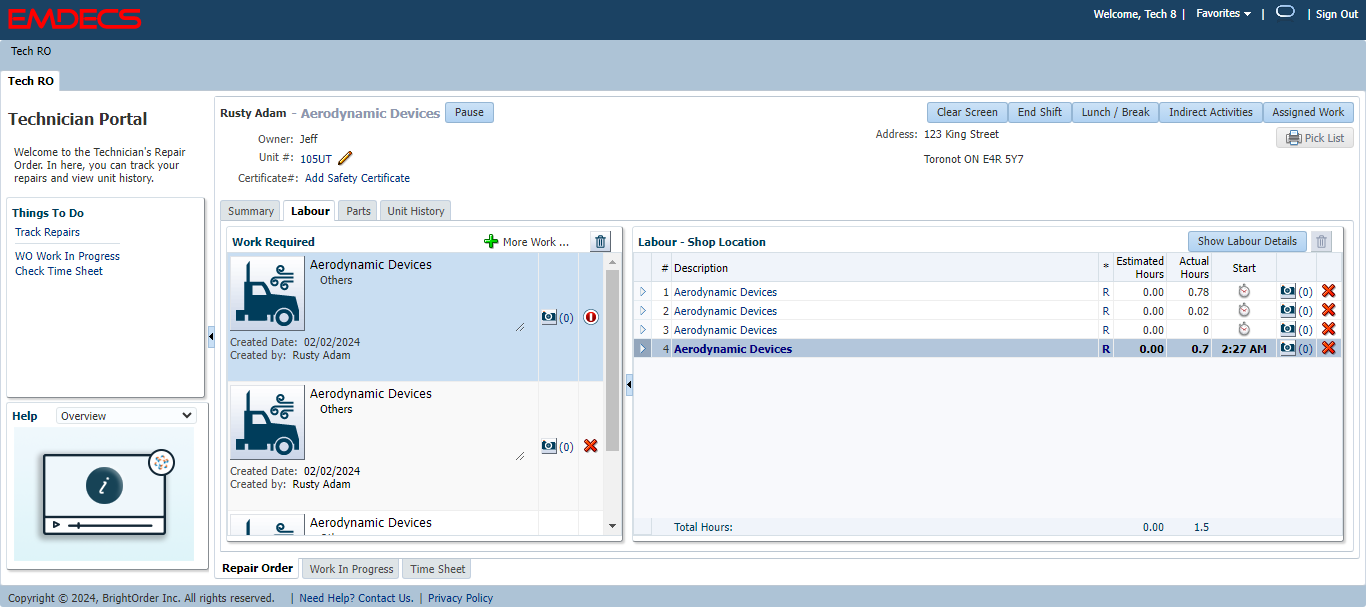 EMDECS
Welcome, Tech 8 | Favorites | | Sign Out
Tech RO
Tech RO
Technician Portal
Welcome to the Technician's Repair
Order. In here, you can track your
repairs and view unit history.
Things To Do
Track Repairs
WO Work In Progress
Check Time Sheet
Help Overview
i
Rusty Adam - Aerodynamic Devices Pause
Clear Screen End Shift Lunch / Break Indirect Activities Assigned Work
Owner: Jeff
Unit #: 105UT
Certificate#: Add Safety Certificate
Address: 123 King Street
Toronot ON E4R 5Y7
Pick List
Summary Labour Parts Unit History
Work Required More Work ...
Aerodynamic Devices
Others
(0)
Created Date: 02/02/2024
Created by: Rusty Adam
Aerodynamic Devices
Others
(0)
Created Date: 02/02/2024
Created by: Rusty Adam
Aerodynamic Devices
Labour - Shop Location Show Labour Details
# Description * Estimated Hours Actual Hours Start
1 Aerodynamic Devices R 0.00 0.78 (0)
2 Aerodynamic Devices R 0.00 0.02 (0)
3 Aerodynamic Devices R 0.00 0 (0)
4 Aerodynamic Devices R 0.00 0.7 2:27 AM (0)
Total Hours: 0.00 1.5
Repair Order Work In Progress Time Sheet
Copyright © 2024, BrightOrder Inc. All rights reserved. | Need Help? Contact Us. | Privacy Policy